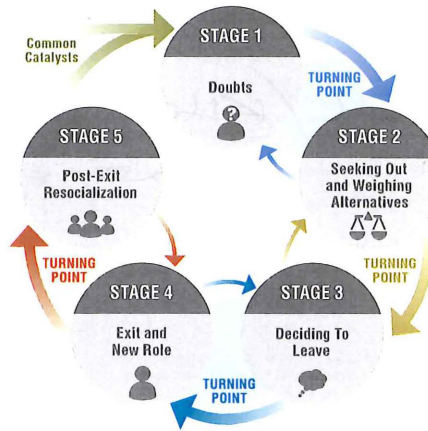 Common
Catalysts
STAGE 1
Doubts
?
TURNING
POINT
STAGE 2
Seeking Out
and Weighing
Alternatives
TURNING
POINT
STAGE 3
Deciding To
Leave
TURNING
POINT
STAGE 4
Exit and
New Role
TURNING
POINT
STAGE 5
Post-Exit
Resocialization